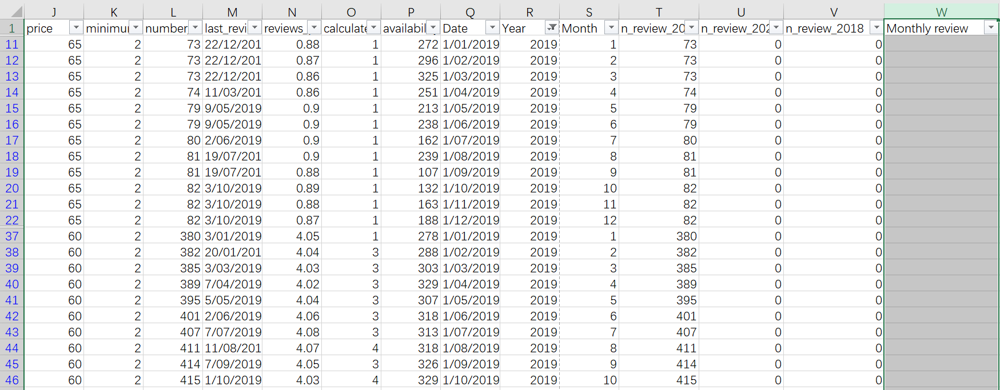 J K L M N O P Q R S T U V W
1 price minimu number last_revi reviews_ calculate availabil Date Year Month n_review_20 n_review_202 n_review_2018 Monthly review
11 65 2 73 22/12/201 0.88 1 272 1/01/2019 2019 1 73 0 0
12 65 2 73 22/12/201 0.87 1 296 1/02/2019 2019 2 73 0 0
13 65 2 73 22/12/201 0.86 1 325 1/03/2019 2019 3 73 0 0
14 65 2 74 11/03/201 0.86 1 251 1/04/2019 2019 4 74 0 0
15 65 2 79 9/05/2019 0.9 1 213 1/05/2019 2019 5 79 0 0
16 65 2 79 9/05/2019 0.9 1 238 1/06/2019 2019 6 79 0 0
17 65 2 80 2/06/2019 0.9 1 162 1/07/2019 2019 7 80 0 0
18 65 2 81 19/07/201 0.9 1 239 1/08/2019 2019 8 81 0 0
19 65 2 81 19/07/201 0.88 1 107 1/09/2019 2019 9 81 0 0
20 65 2 82 3/10/2019 0.89 1 132 1/10/2019 2019 10 82 0 0
21 65 2 82 3/10/2019 0.88 1 163 1/11/2019 2019 11 82 0 0
22 65 2 82 3/10/2019 0.87 1 188 1/12/2019 2019 12 82 0 0
37 60 2 380 3/01/2019 4.05 1 278 1/01/2019 2019 1 380 0 0
38 60 2 382 20/01/201 4.04 3 288 1/02/2019 2019 2 382 0 0
39 60 2 385 3/03/2019 4.03 3 303 1/03/2019 2019 3 385 0 0
40 60 2 389 7/04/2019 4.02 3 329 1/04/2019 2019 4 389 0 0
41 60 2 395 5/05/2019 4.04 3 307 1/05/2019 2019 5 395 0 0
42 60 2 401 2/06/2019 4.06 3 318 1/06/2019 2019 6 401 0 0
43 60 2 407 7/07/2019 4.08 3 313 1/07/2019 2019 7 407 0 0
44 60 2 411 11/08/201 4.07 4 318 1/08/2019 2019 8 411 0 0
45 60 2 414 7/09/2019 4.05 3 326 1/09/2019 2019 9 414 0 0
46 60 2 415 1/10/2019 4.03 4 329 1/10/2019 2019 10 415 0 0